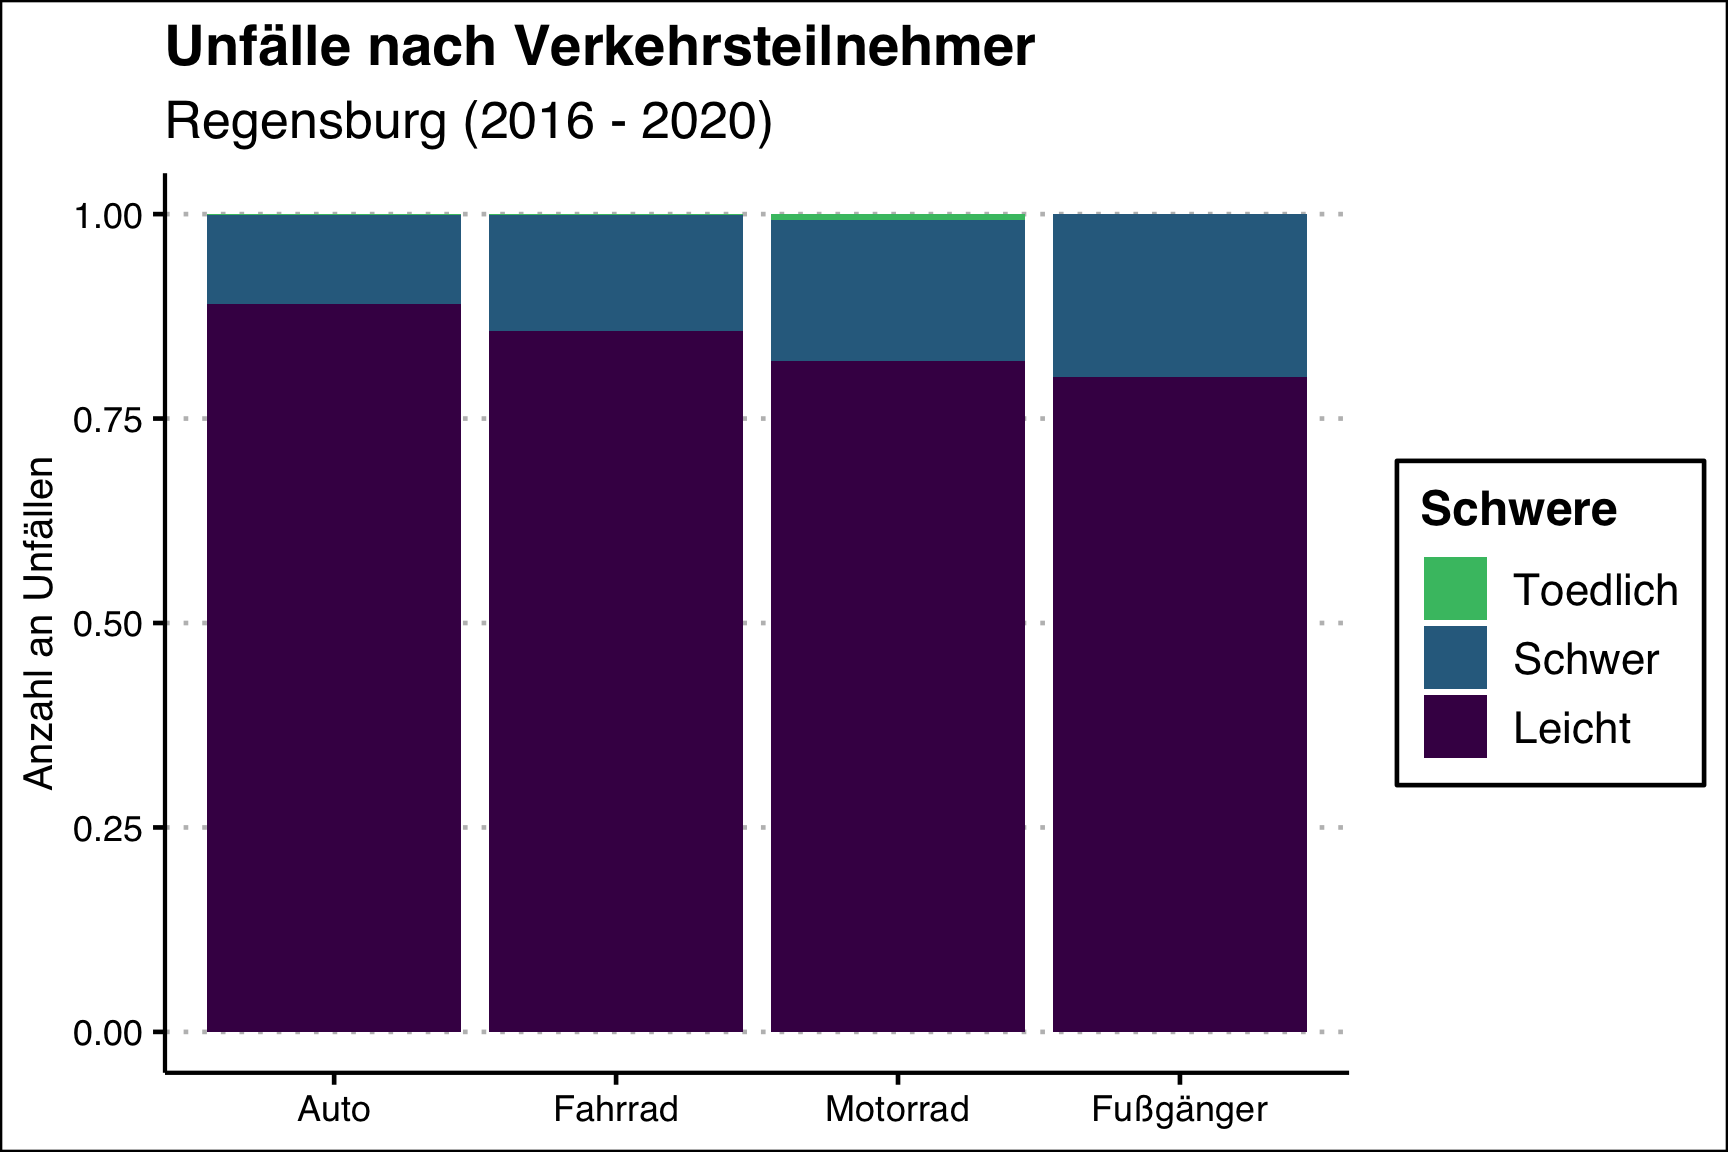 Unfälle nach Verkehrsteilnehmer
Regensburg (2016 - 2020)
Anzahl an Unfällen
1.00
0.75
0.50
0.25
0.00
Auto Fahrrad Motorrad Fußgänger
Schwere
Toedlich
Schwer
Leicht